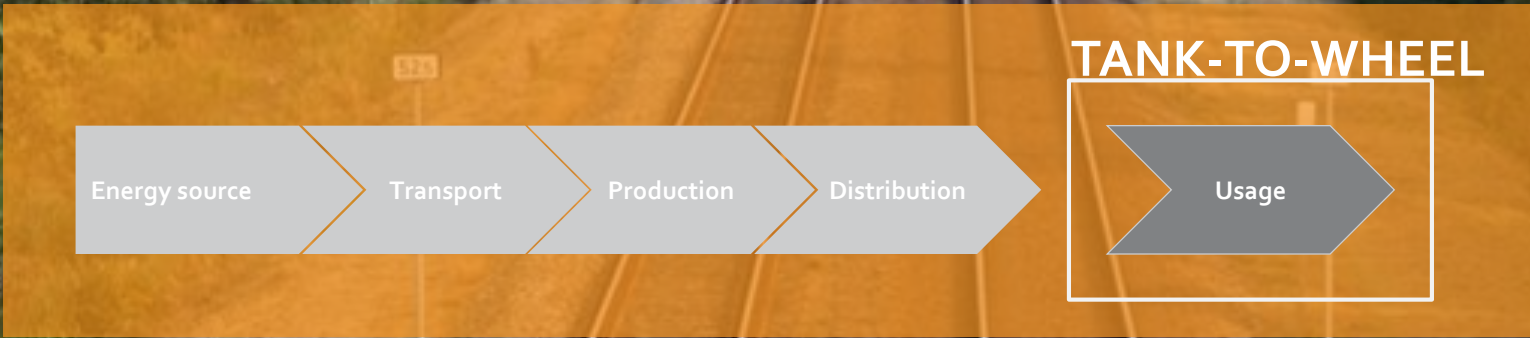 TANK-TO-WHEEL
Energy source
Transport
Production
Distribution
Usage